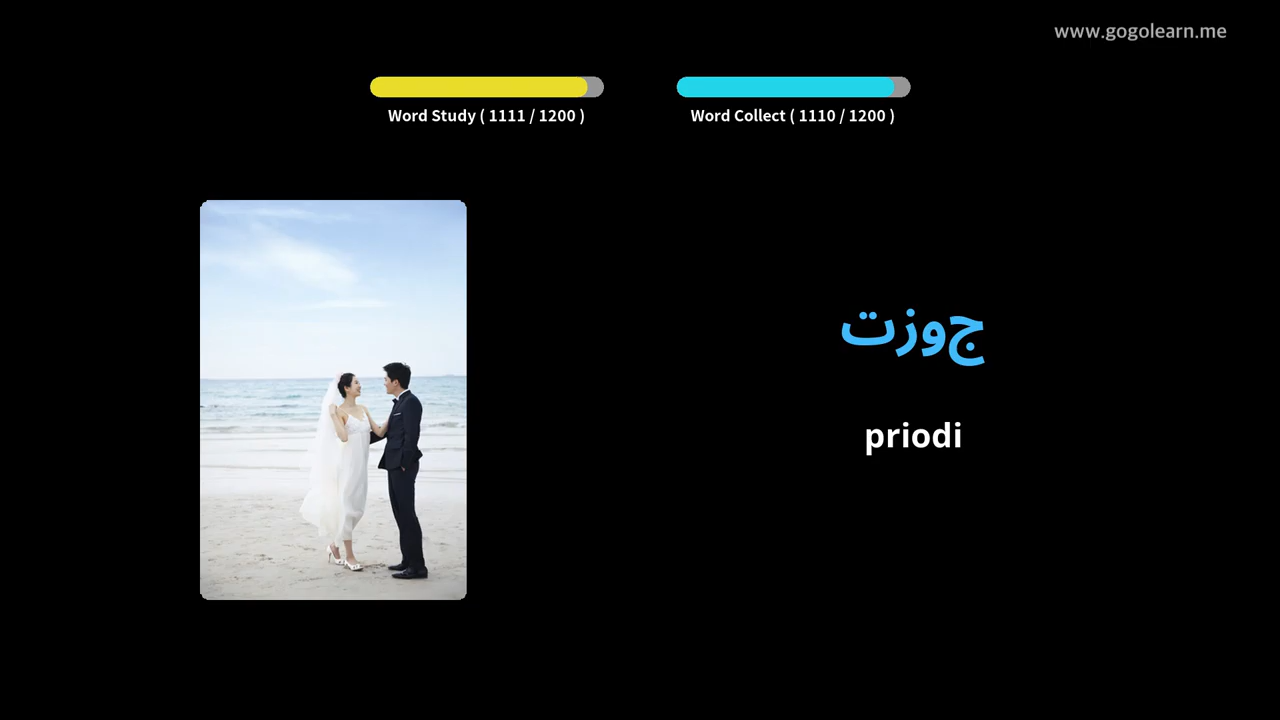 www.gogolearn.me
Word Study ( 1111 / 1200 )
Word Collect ( 1110 / 1200 )
جوزت
priodi